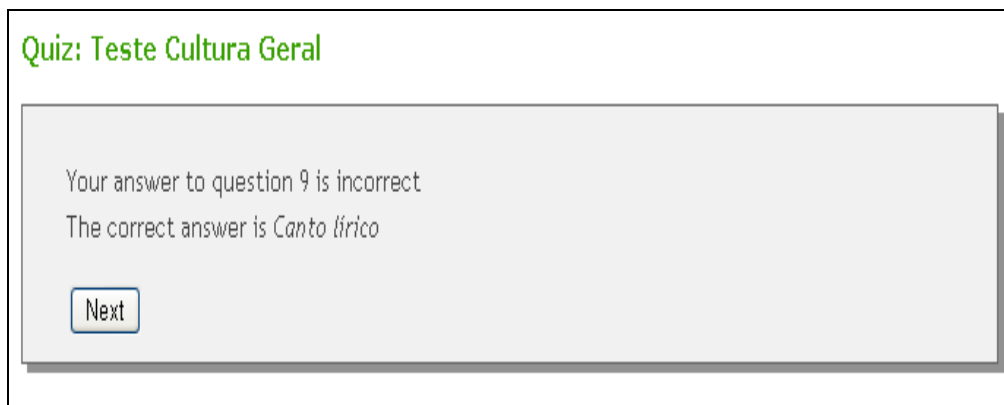 Quiz: Teste Cultura Geral
Your answer to question 9 is incorrect
The correct answer is Canto lírico
Next